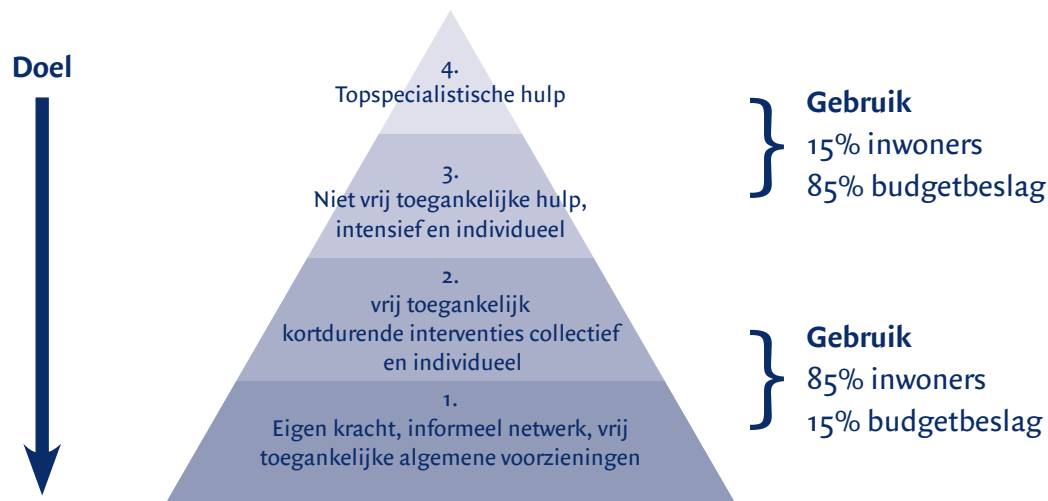 Doel
4.
Topspecialistische hulp
3.
Niet vrij toegankelijke hulp,
intensief en individueel
2.
vrij toegankelijk
kortdurende interventies collectief
en individueel
1.
Eigen kracht, informeel netwerk, vrij
toegankelijke algemene voorzieningen
Gebruik
15% inwoners
85% budgetbeslag
Gebruik
85% inwoners
15% budgetbeslag